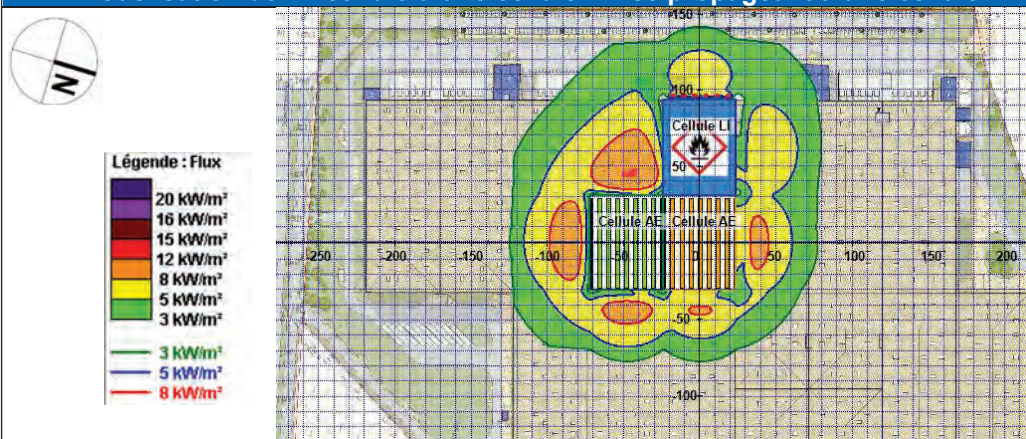 N
Légende : Flux
20 kW/m²
16 kW/m²
15 kW/m²
12 kW/m²
8 kW/m²
5 kW/m²
3 kW/m²
3 kW/m²
5 kW/m²
8 kW/m²
150
100
Cellule LI
50
Cellule AE Cellule AE
-250 -200 -150 -100 -50 0 50 100 150 200
-50
-100